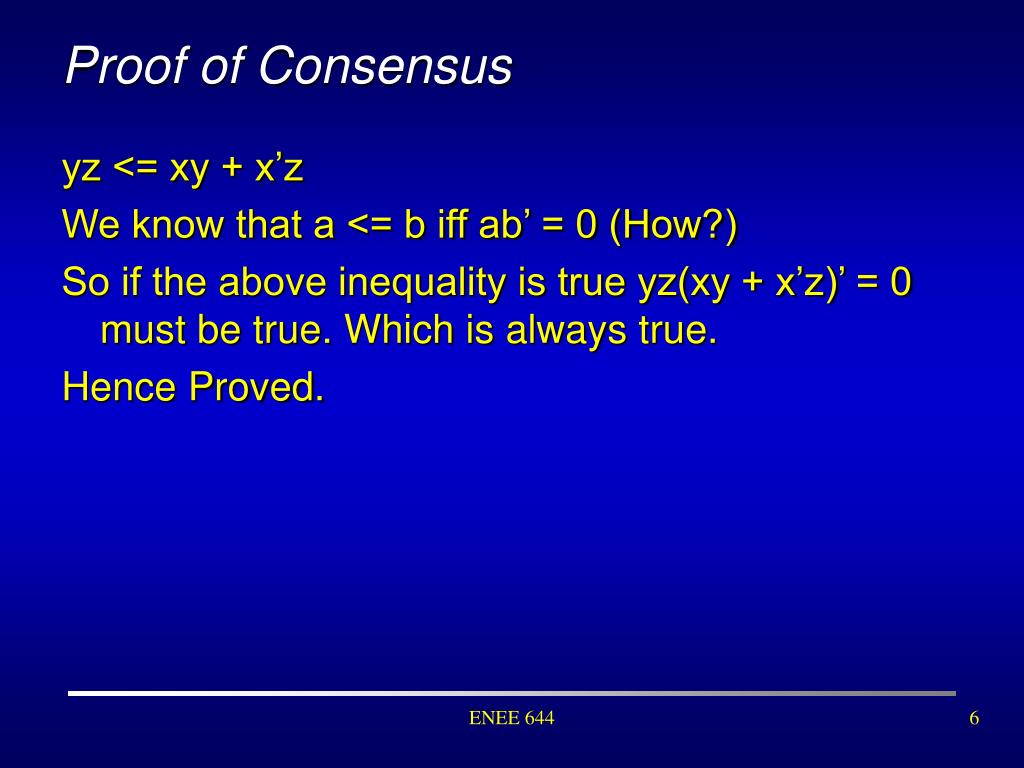 Proof of Consensus
yz <= xy + x’z
We know that a <= b iff ab’ = 0 (How?)
So if the above inequality is true yz(xy + x’z)’ = 0
must be true. Which is always true.
Hence Proved.
ENEE 644
6